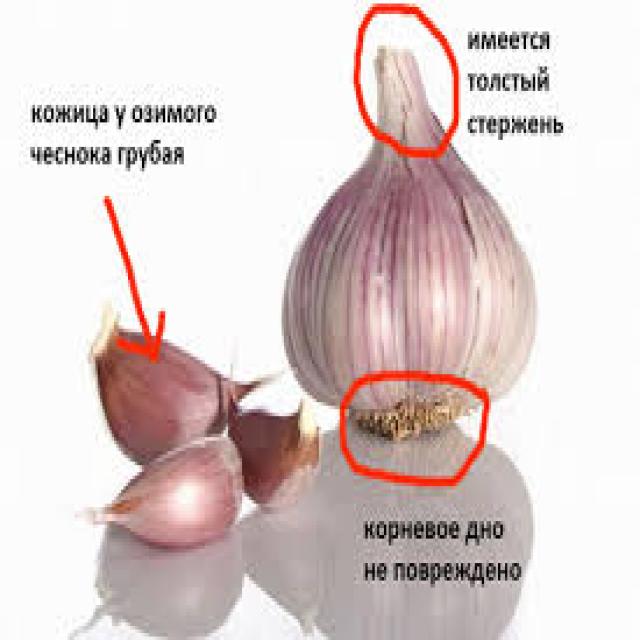 имеется
толстый
стержень
кожица у озимого
чеснока грубая
корневое дно
не повреждено